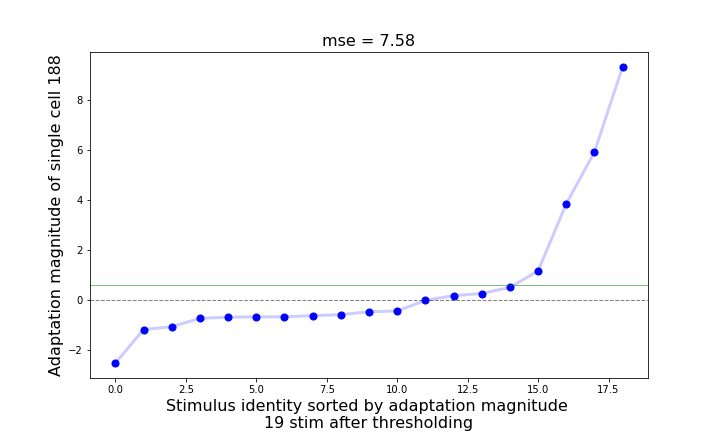 mse = 7.58
Adaptation magnitude of single cell 188
8
6
4
2
0
−2
0.0 2.5 5.0 7.5 10.0 12.5 15.0 17.5
Stimulus identity sorted by adaptation magnitude
19 stim after thresholding